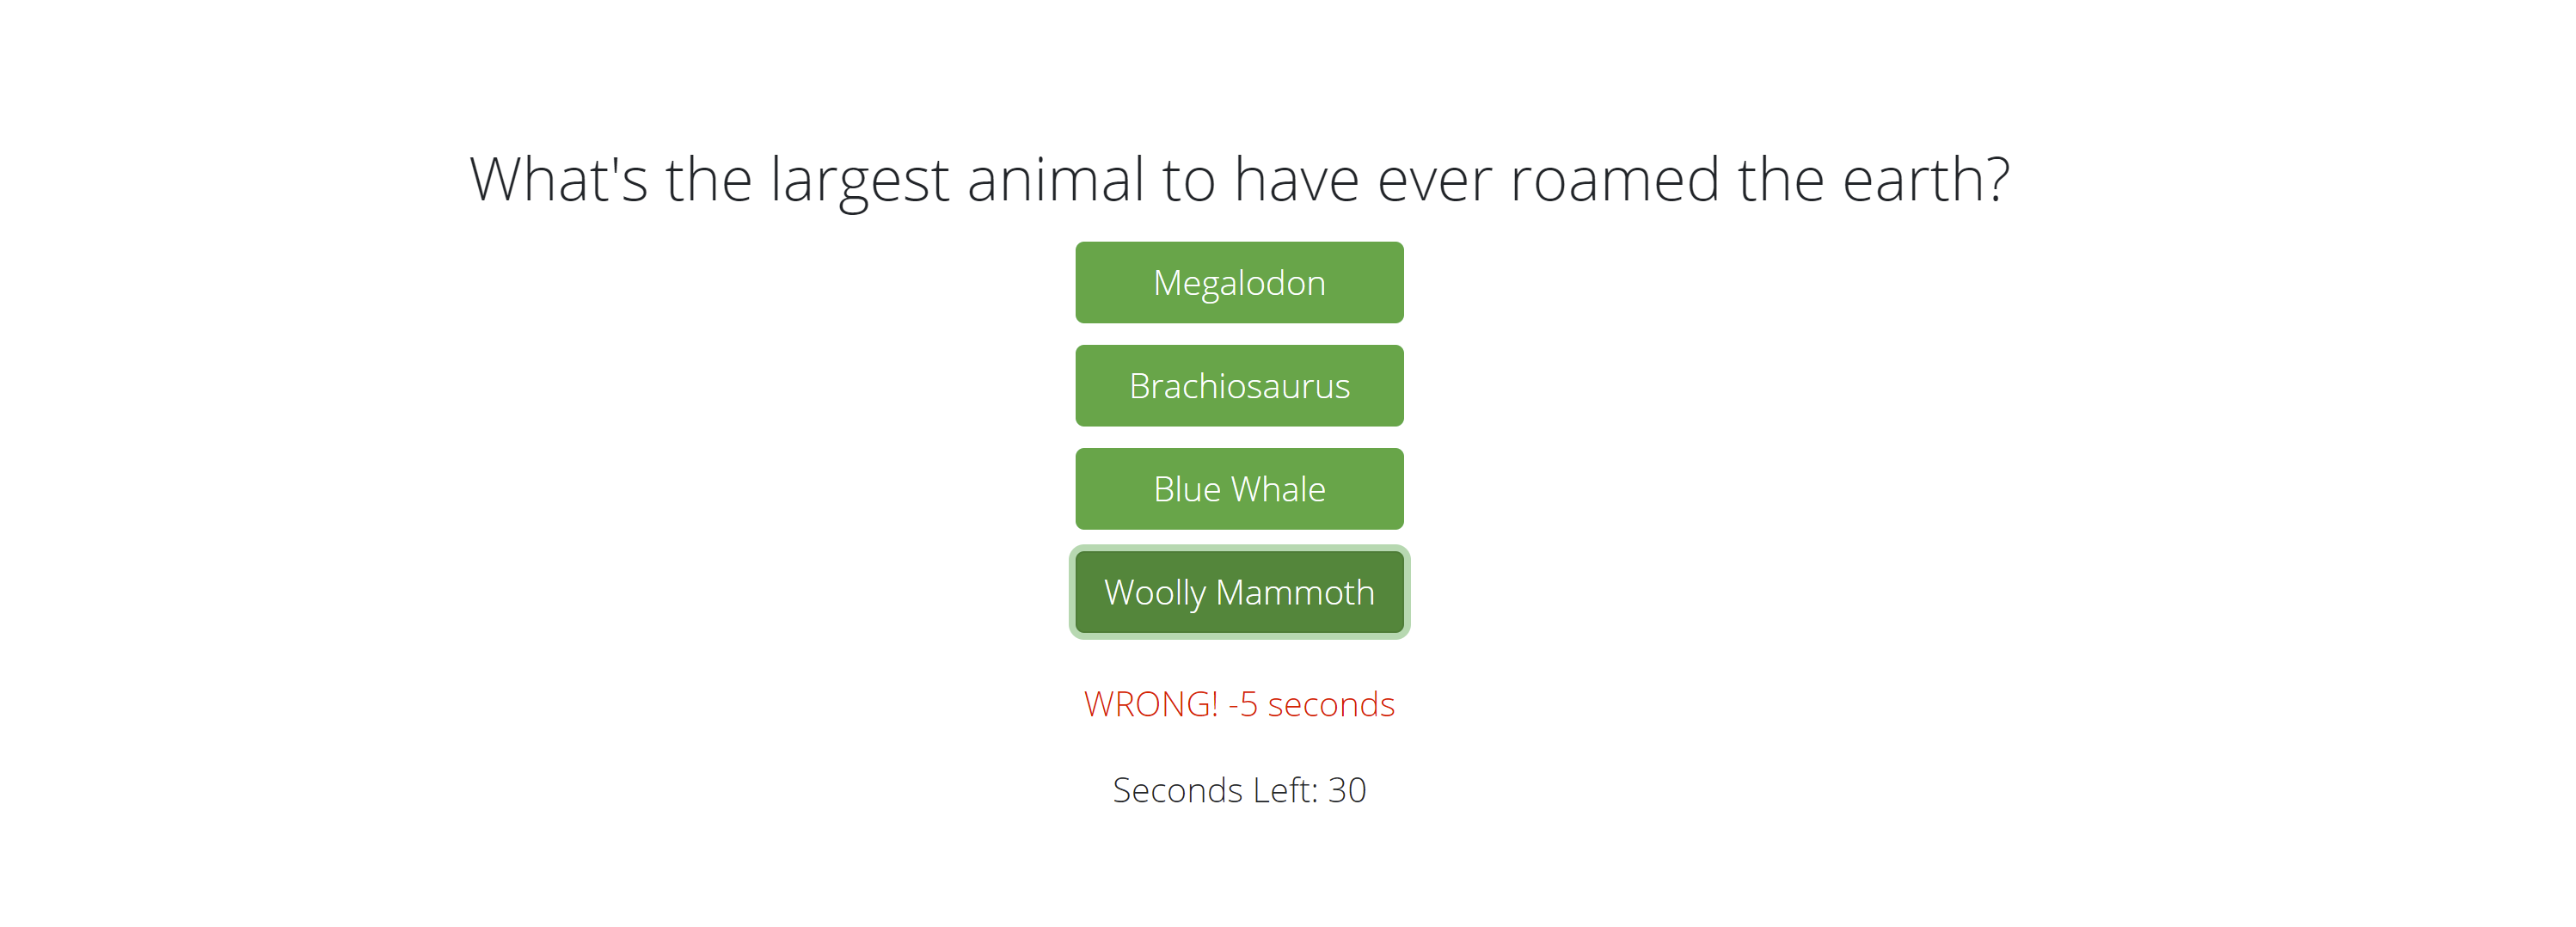 What's the largest animal to have ever roamed the earth?
Megalodon
Brachiosaurus
Blue Whale
Woolly Mammoth
WRONG! -5 seconds
Seconds Left: 30